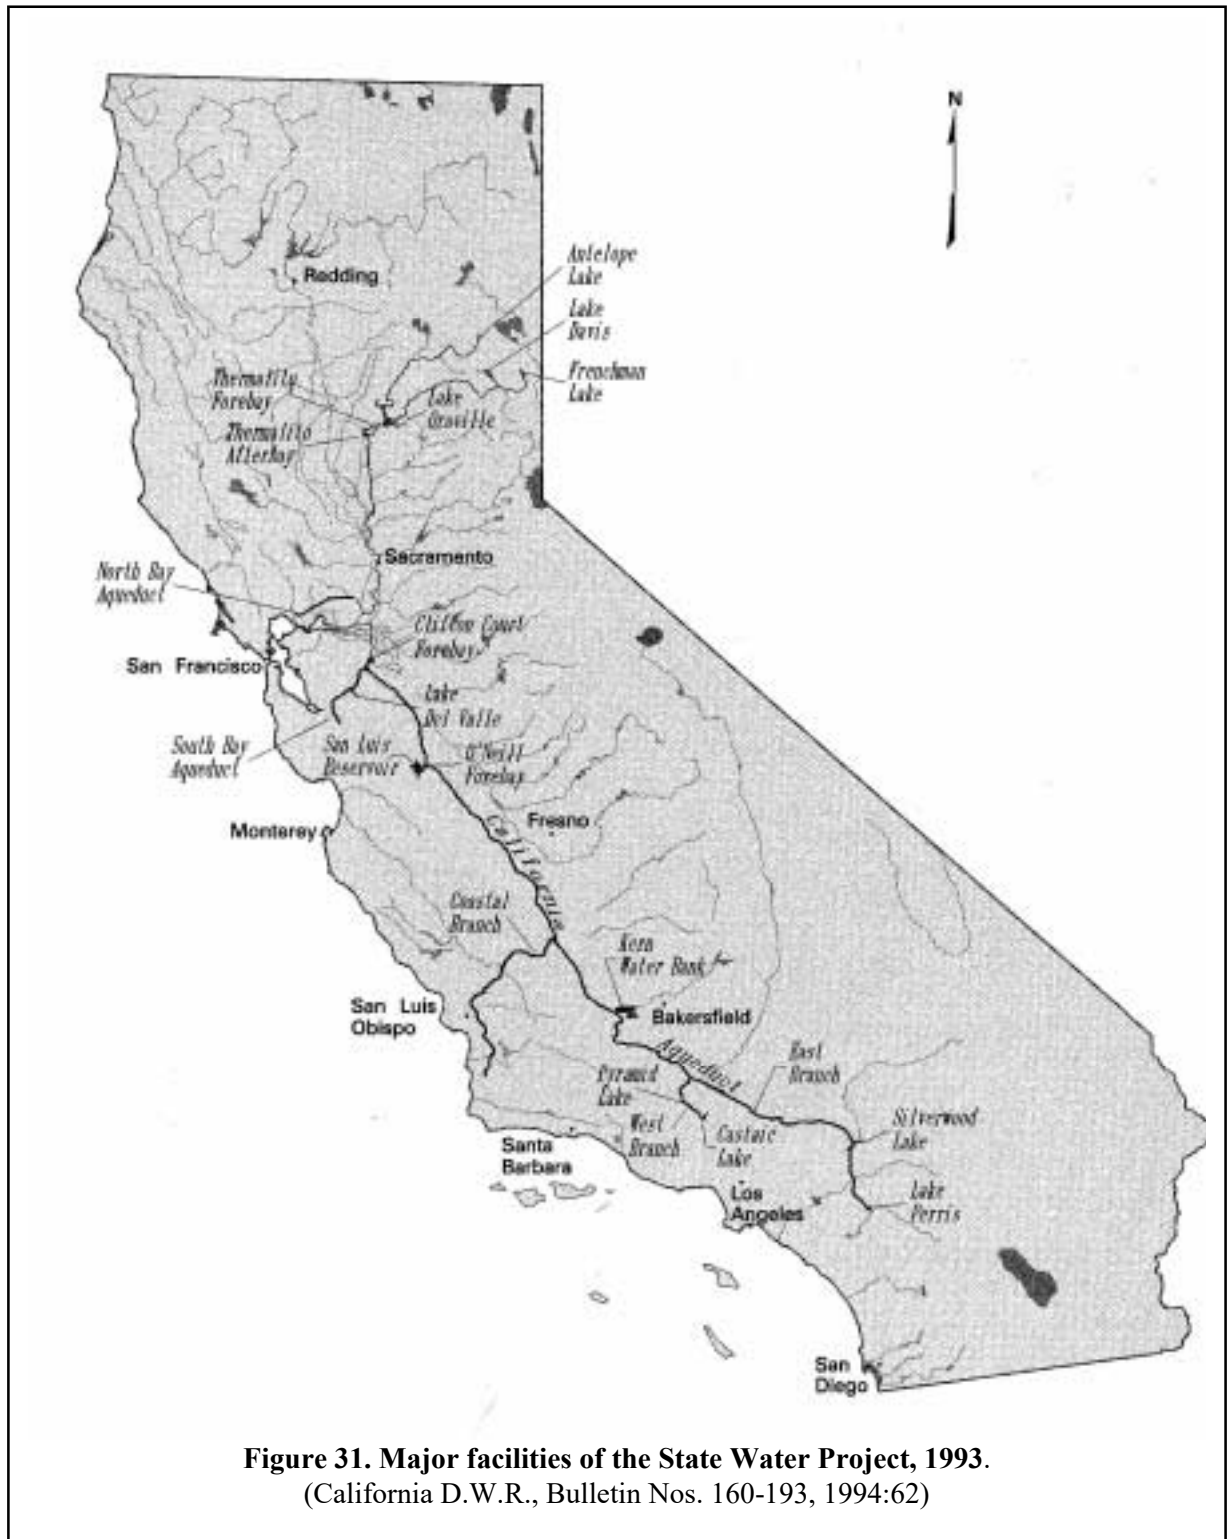 N
Antelope
Lake
Redding
Lake
Davis
Frenchman
Lake
Thermalito
Forebay
Lake
Oroville
Thermalito
Afterbay
Sacramento
North Bay
Aqueduct
Clifton Court
Forebay
San Francisco
Lake
Del Valle
South Bay
Aqueduct
San Luis
Reservoir
O'Neill
Forebay
Monterey
Fresno
California
Coastal
Branch
Kern
Water Bank
San Luis
Obispo
Bakersfield
Aqueduct
East
Branch
Pyramid
Lake
West
Branch
Castaic
Lake
Silverwood
Lake
Santa
Barbara
Los
Angeles
Lake
Perris
San
Diego
Figure 31. Major facilities of the State Water Project, 1993.
(California D.W.R., Bulletin Nos. 160-193, 1994:62)